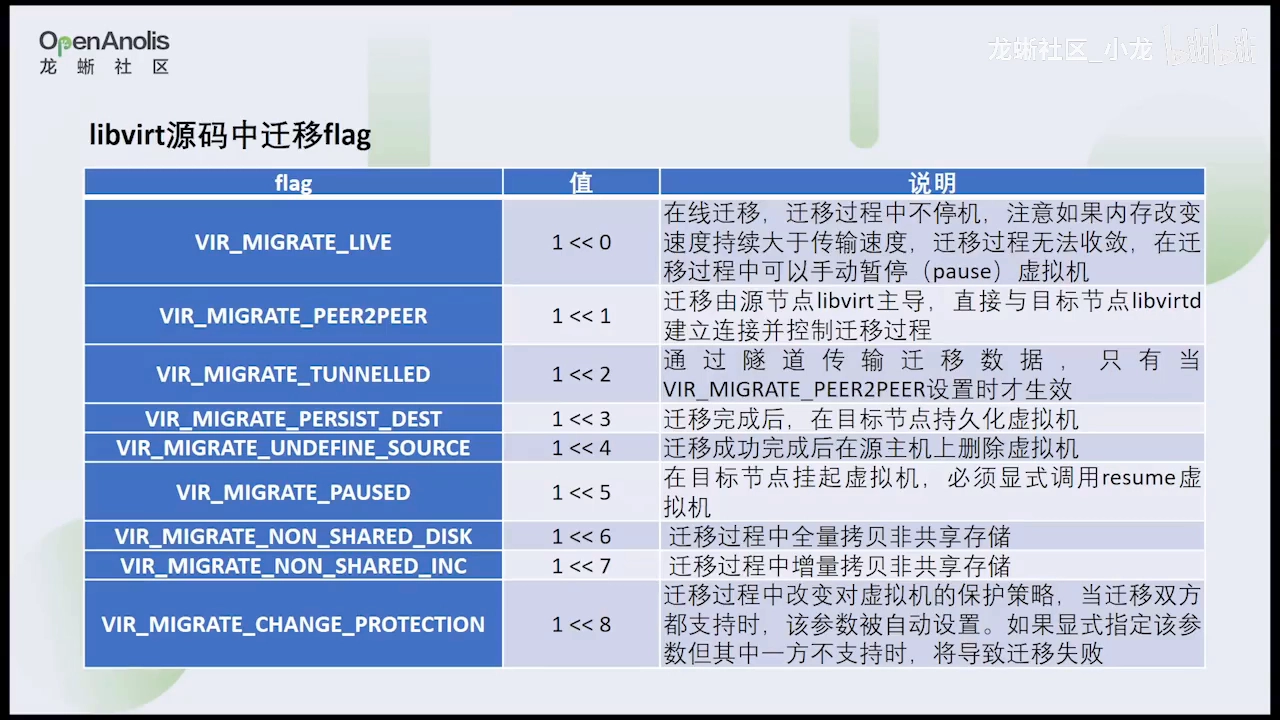 OpenAnolis
龙蜥社区
龙蜥社区_小龙 bilibili
libvirt源码中迁移flag
flag 值 说明
VIR_MIGRATE_LIVE 1 << 0 在线迁移，迁移过程中不停机，注意如果内存改变
速度持续大于传输速度，迁移过程无法收敛，在迁
移过程中可以手动暂停（pause）虚拟机
VIR_MIGRATE_PEER2PEER 1 << 1 迁移由源节点libvirt主导，直接与目标节点libvirtd
建立连接并控制迁移过程
VIR_MIGRATE_TUNNELLED 1 << 2 通过隧道传输迁移数据，只有当
VIR_MIGRATE_PEER2PEER设置时才生效
VIR_MIGRATE_PERSIST_DEST 1 << 3 迁移完成后，在目标节点持久化虚拟机
VIR_MIGRATE_UNDEFINE_SOURCE 1 << 4 迁移成功完成后在源主机上删除虚拟机
VIR_MIGRATE_PAUSED 1 << 5 在目标节点挂起虚拟机，必须显式调用resume虚
拟机
VIR_MIGRATE_NON_SHARED_DISK 1 << 6 迁移过程中全量拷贝非共享存储
VIR_MIGRATE_NON_SHARED_INC 1 << 7 迁移过程中增量拷贝非共享存储
VIR_MIGRATE_CHANGE_PROTECTION 1 << 8 迁移过程中改变对虚拟机的保护策略，当迁移双方
都支持时，该参数被自动设置。如果显式指定该参
数但其中一方不支持时，将导致迁移失败